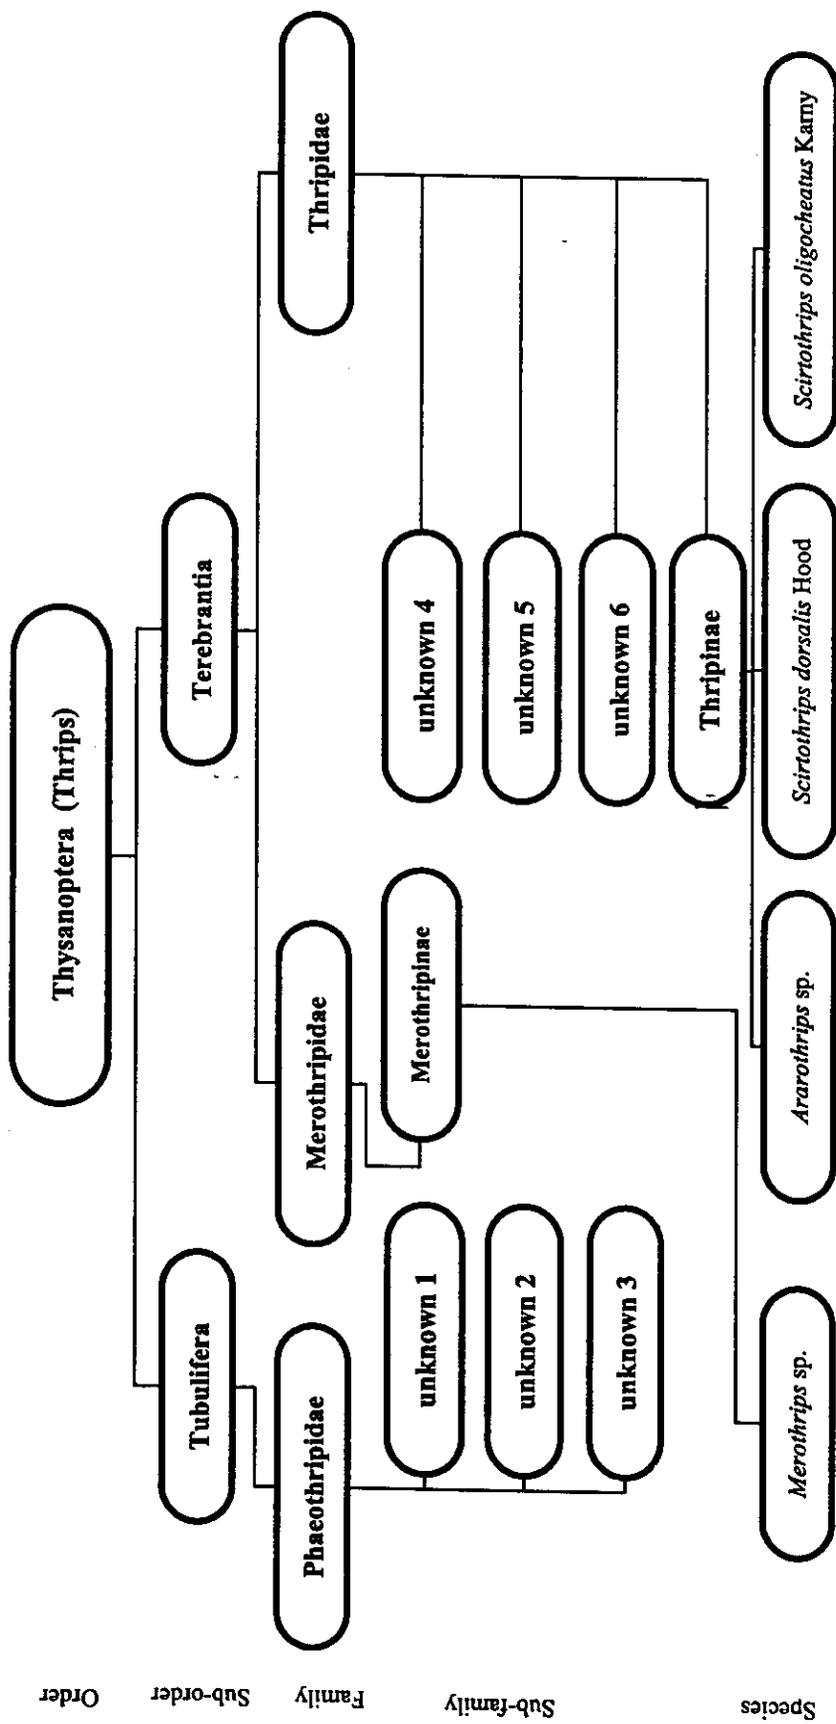 Order
Thysanoptera (Thrips)
Sub-order
Tubulifera
Terebrantia
Family
Phaeothripidae
Merothripidae
Thripidae
Sub-family
unknown 1
Merothripinae
unknown 4
unknown 2
unknown 5
unknown 3
unknown 6
Thripinae
Species
Merothrips sp.
Ararothrips sp.
Scirtothrips dorsalis Hood
Scirtothrips oligocheatus Karny